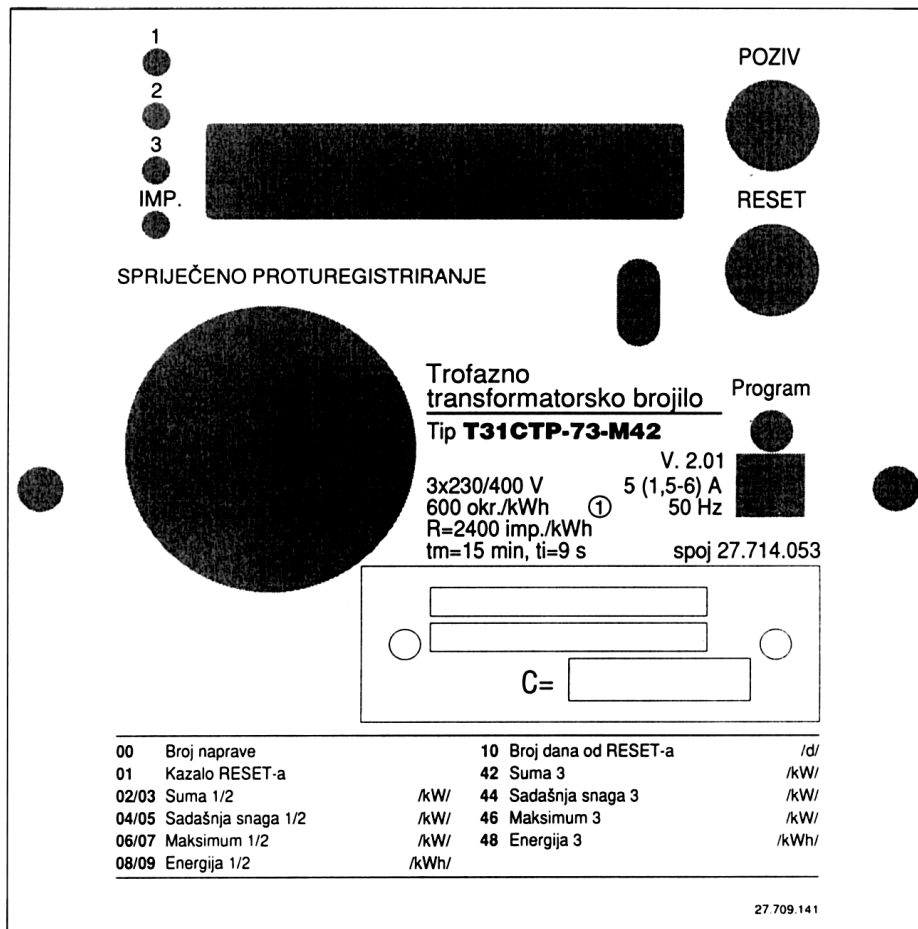 1
POZIV
2
3
IMP.
RESET
SPRIJEČENO PROTUREGISTRIRANJE
Trofazno
transformatorsko brojilo
Program
Tip T31CTP-73-M42
V. 2.01
3x230/400 V 5 (1,5-6) A
600 okr./kWh ① 50 Hz
R=2400 imp./kWh
tm=15 min, ti=9 s spoj 27.714.053
C=
00 Broj naprave
01 Kazalo RESET-a
02/03 Suma 1/2 /kW/
04/05 Sadašnja snaga 1/2 /kW/
06/07 Maksimum 1/2 /kW/
08/09 Energija 1/2 /kWh/
10 Broj dana od RESET-a /d/
42 Suma 3 /kW/
44 Sadašnja snaga 3 /kW/
46 Maksimum 3 /kW/
48 Energija 3 /kWh/
27.709.141